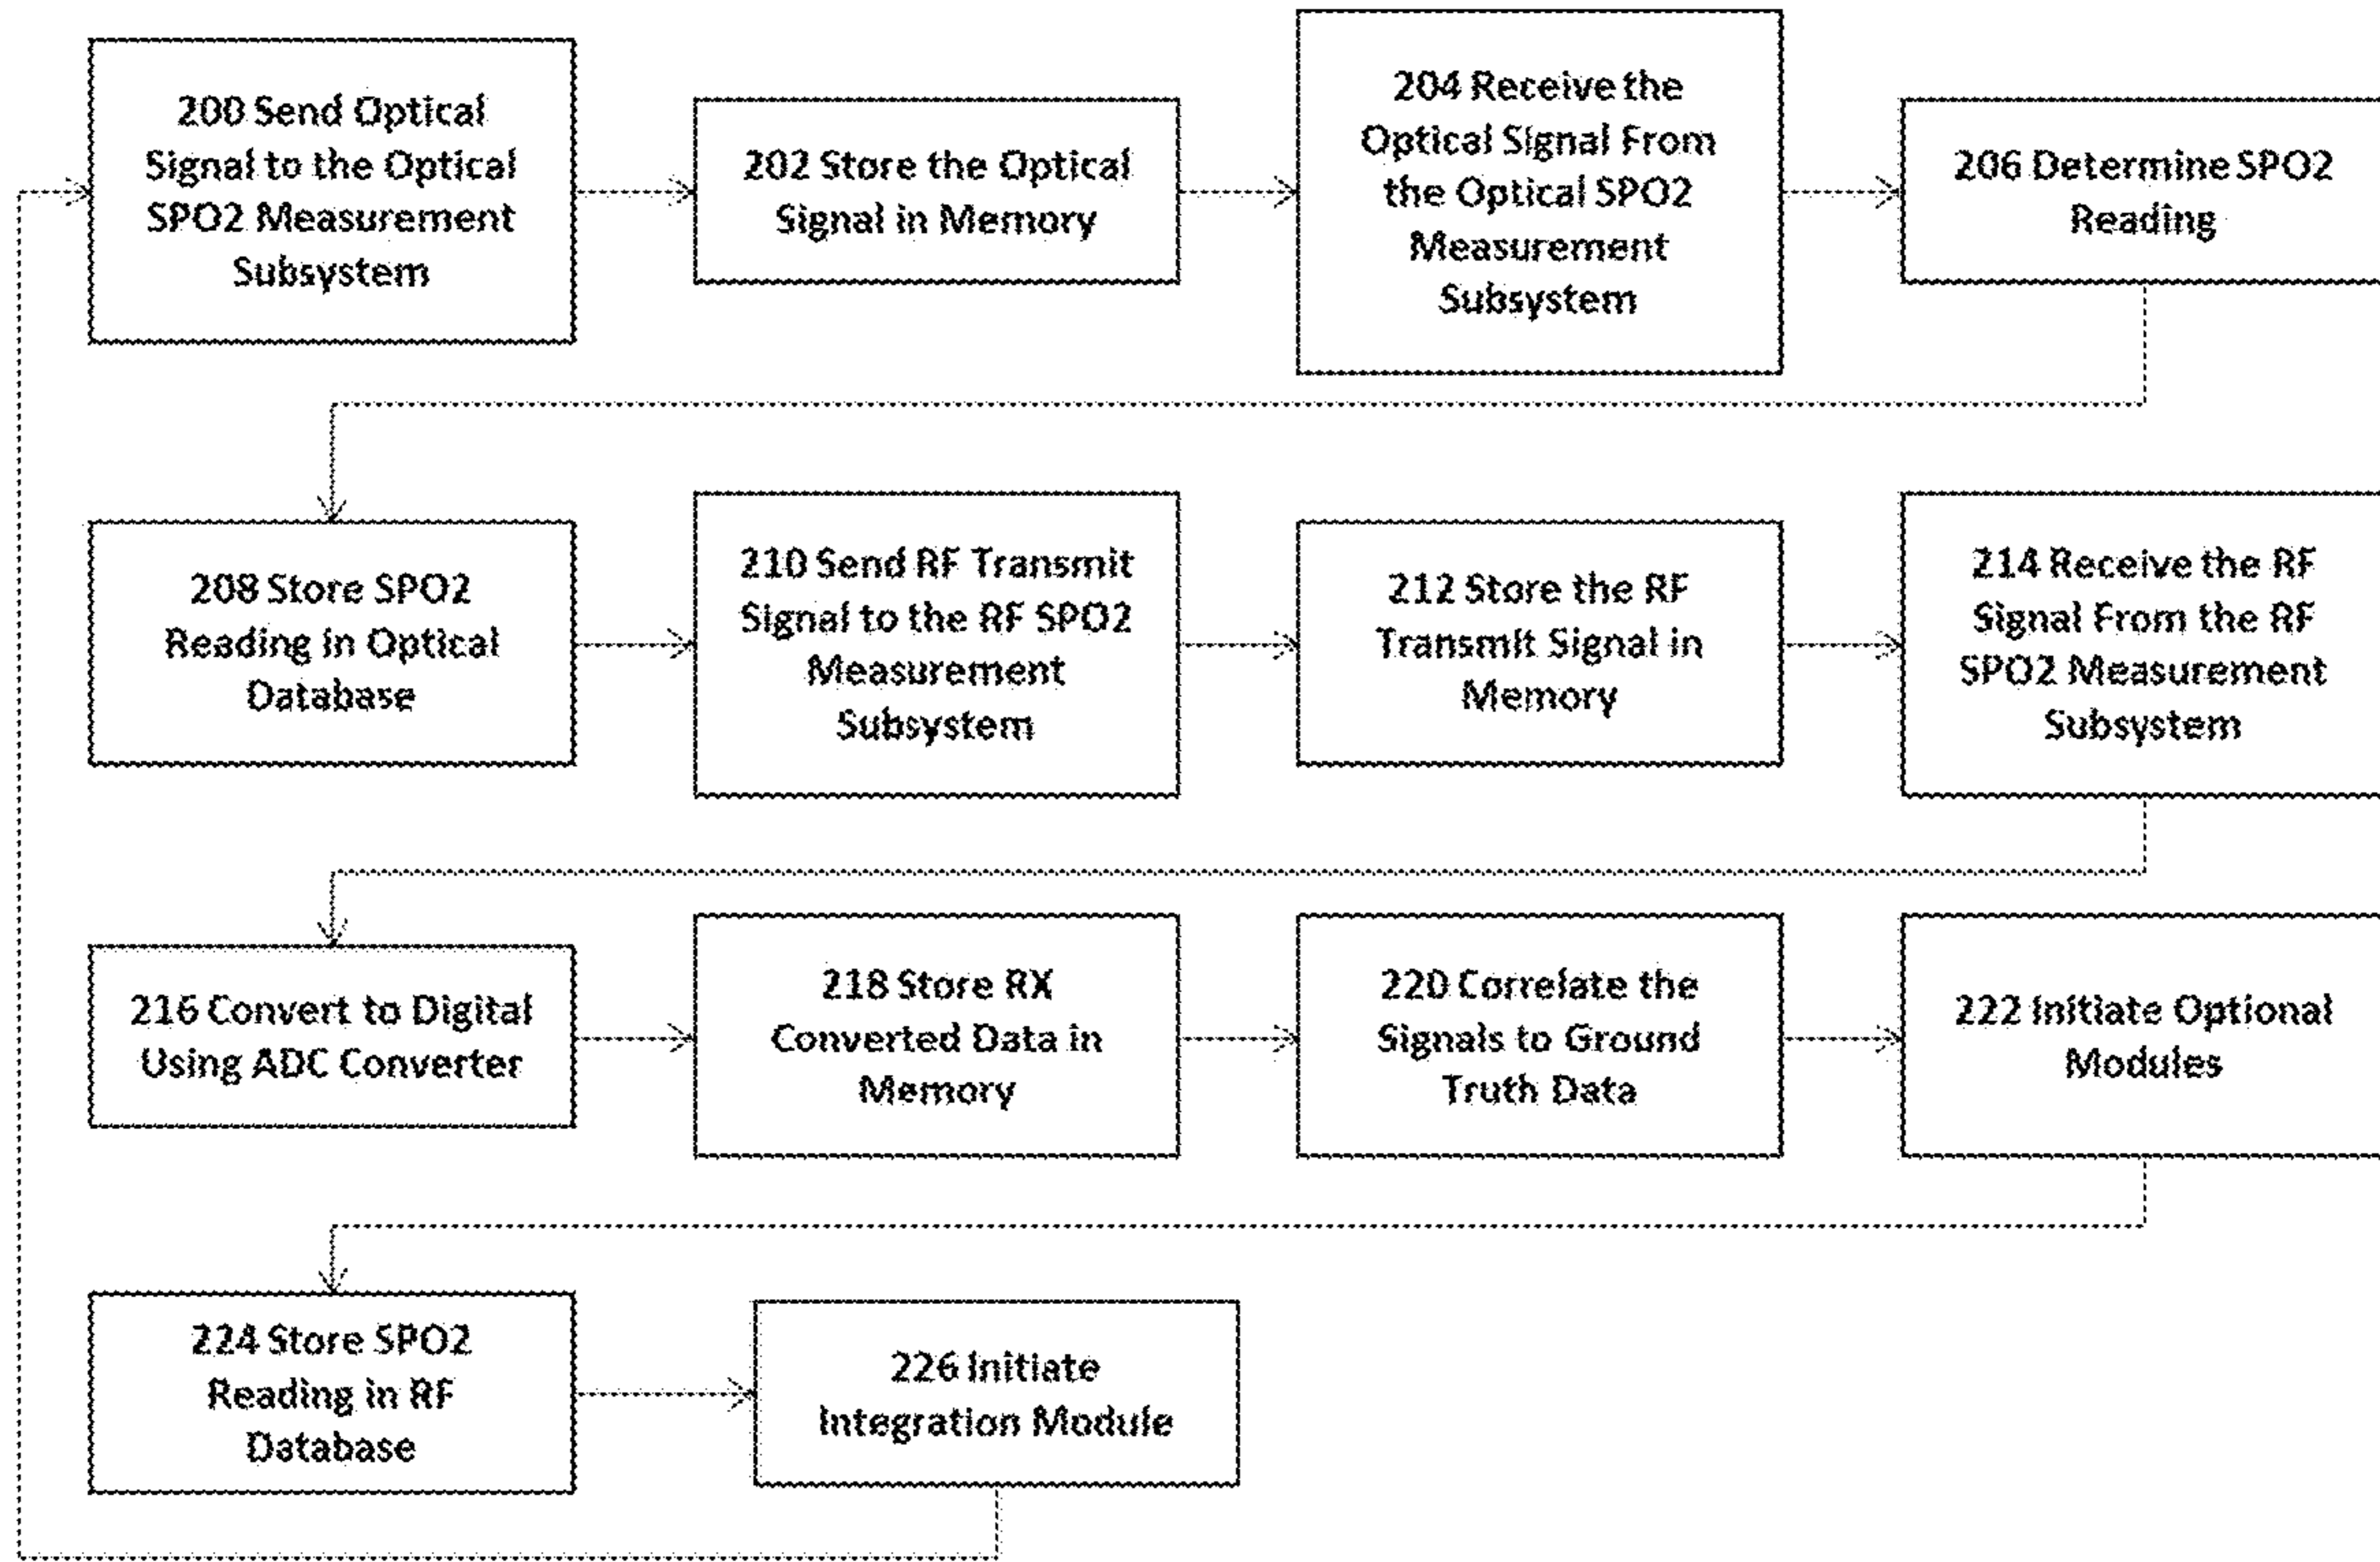 200 Send Optical
Signal to the Optical
SPO2 Measurement
Subsystem
202 Store the Optical
Signal in Memory
204 Receive the
Optical Signal From
the Optical SPO2
Measurement
Subsystem
206 Determine SPO2
Reading
208 Store SPO2
Reading in Optical
Database
210 Send RF Transmit
Signal to the RF SPO2
Measurement
Subsystem
212 Store the RF
Transmit Signal in
Memory
214 Receive the RF
Signal From the RF
SPO2 Measurement
Subsystem
216 Convert to Digital
Using ADC Converter
218 Store RX
Converted Data in
Memory
220 Correlate the
Signals to Ground
Truth Data
222 Initiate Optional
Modules
224 Store SPO2
Reading in RF
Database
226 Initiate
Integration Module